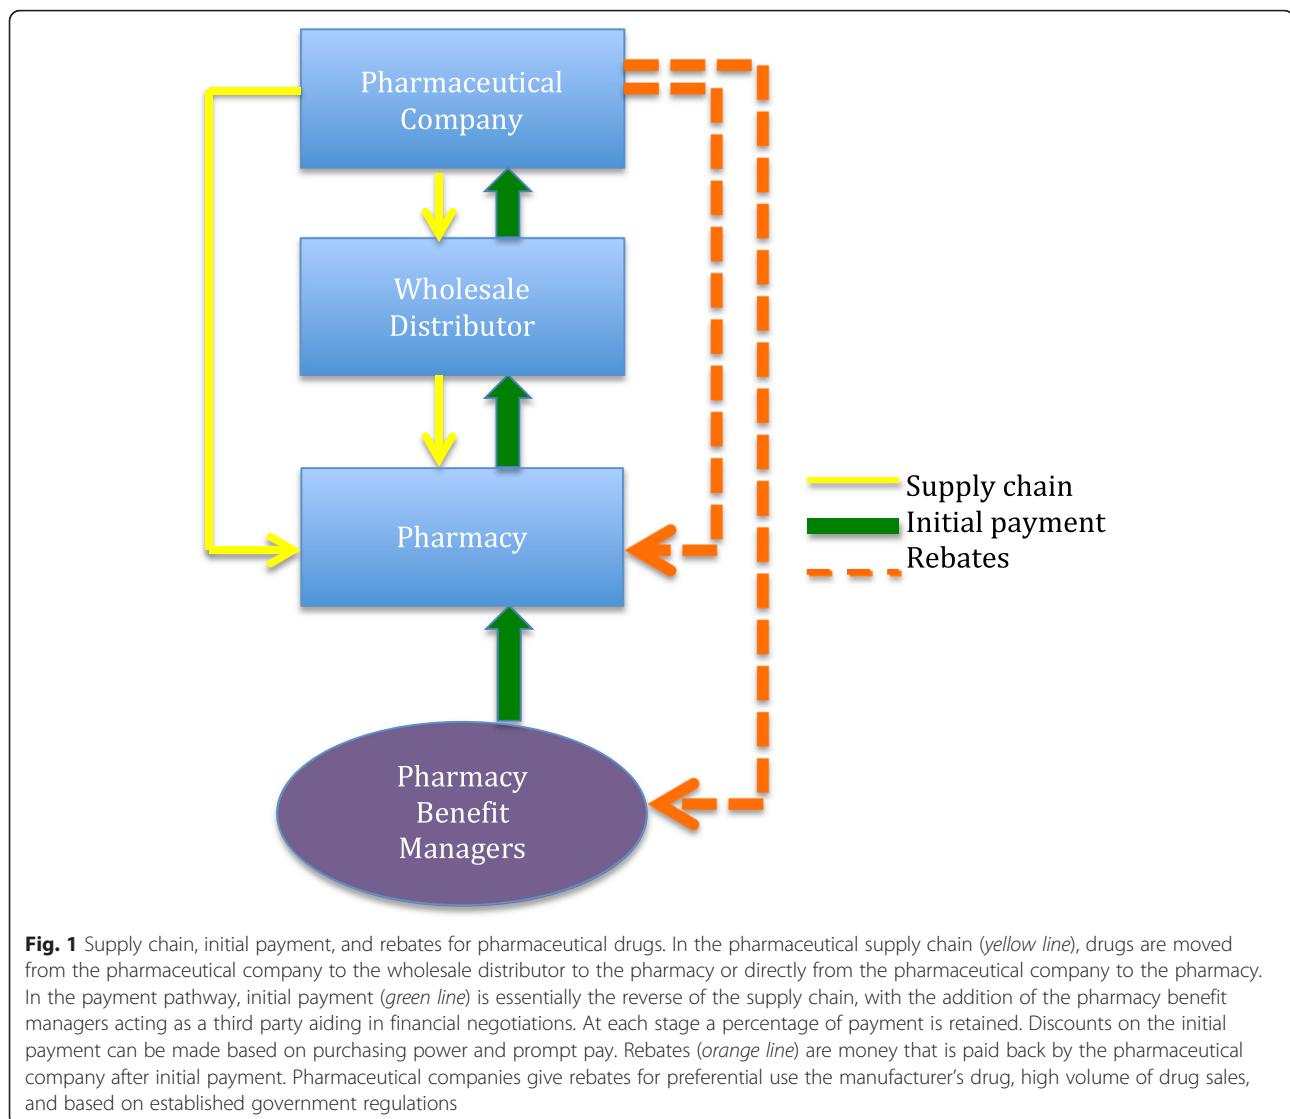 Pharmaceutical
Company
Wholesale
Distributor
Pharmacy
Pharmacy
Benefit
Managers
Supply chain
Initial payment
Rebates
Fig. 1 Supply chain, initial payment, and rebates for pharmaceutical drugs. In the pharmaceutical supply chain (yellow line), drugs are moved
from the pharmaceutical company to the wholesale distributor to the pharmacy or directly from the pharmaceutical company to the pharmacy.
In the payment pathway, initial payment (green line) is essentially the reverse of the supply chain, with the addition of the pharmacy benefit
managers acting as a third party aiding in financial negotiations. At each stage a percentage of payment is retained. Discounts on the initial
payment can be made based on purchasing power and prompt pay. Rebates (orange line) are money that is paid back by the pharmaceutical
company after initial payment. Pharmaceutical companies give rebates for preferential use the manufacturer's drug, high volume of drug sales,
and based on established government regulations